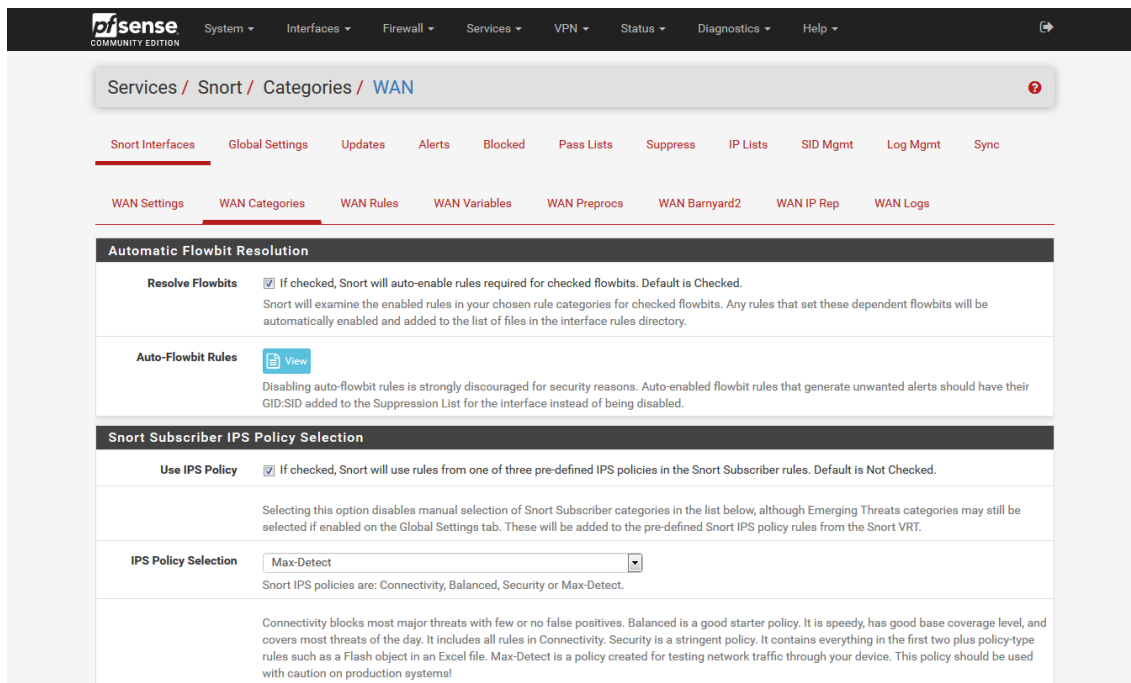 pfsense
COMMUNITY EDITION
System Interfaces Firewall Services VPN Status Diagnostics Help
Services / Snort / Categories / WAN
Snort Interfaces Global Settings Updates Alerts Blocked Pass Lists Suppress IP Lists SID Mgmt Log Mgmt Sync
WAN Settings WAN Categories WAN Rules WAN Variables WAN Preprocs WAN Barnyard2 WAN IP Rep WAN Logs
Automatic Flowbit Resolution
Resolve Flowbits If checked, Snort will auto-enable rules required for checked flowbits. Default is Checked.
Snort will examine the enabled rules in your chosen rule categories for checked flowbits. Any rules that set these dependent flowbits will be
automatically enabled and added to the list of files in the interface rules directory.
Auto-Flowbit Rules View
Disabling auto-flowbit rules is strongly discouraged for security reasons. Auto-enabled flowbit rules that generate unwanted alerts should have their
GID:SID added to the Suppression List for the interface instead of being disabled.
Snort Subscriber IPS Policy Selection
Use IPS Policy If checked, Snort will use rules from one of three pre-defined IPS policies in the Snort Subscriber rules. Default is Not Checked.
Selecting this option disables manual selection of Snort Subscriber categories in the list below, although Emerging Threats categories may still be
selected if enabled on the Global Settings tab. These will be added to the pre-defined Snort IPS policy rules from the Snort VRT.
IPS Policy Selection Max-Detect
Snort IPS policies are: Connectivity, Balanced, Security or Max-Detect.
Connectivity blocks most major threats with few or no false positives. Balanced is a good starter policy. It is speedy, has good base coverage level, and
covers most threats of the day. It includes all rules in Connectivity. Security is a stringent policy. It contains everything in the first two plus policy-type
rules such as a Flash object in an Excel file. Max-Detect is a policy created for testing network traffic through your device. This policy should be used
with caution on production systems!